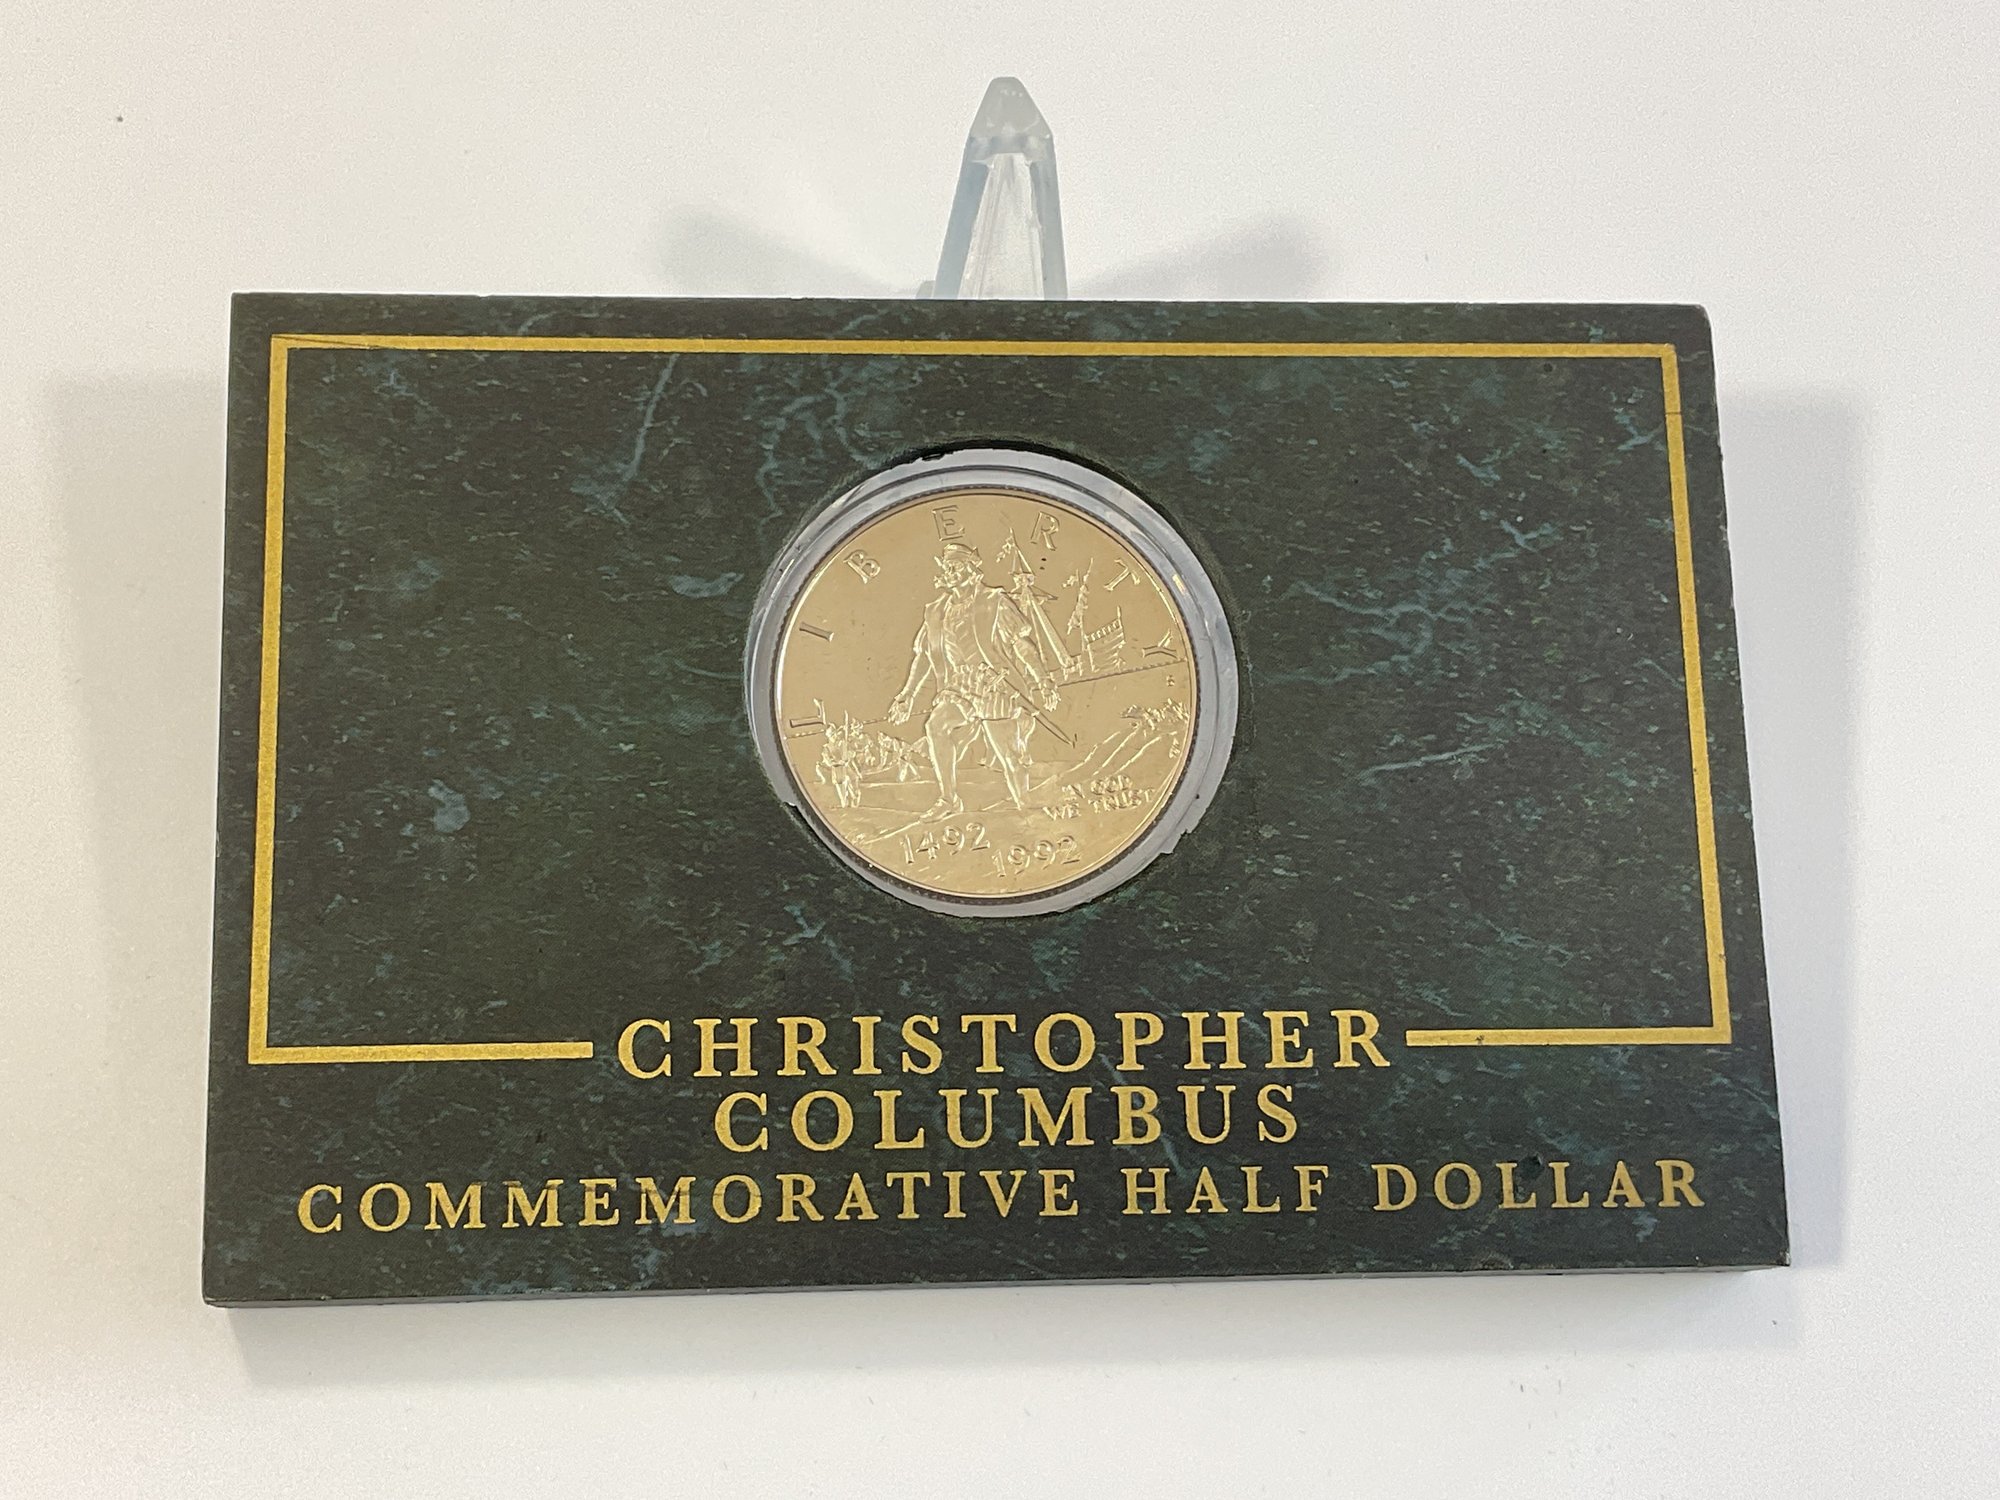 LIBERTY
IN GOD
WE TRUST
1492
1992
CHRISTOPHER
COLUMBUS
COMMEMORATIVE HALF DOLLAR